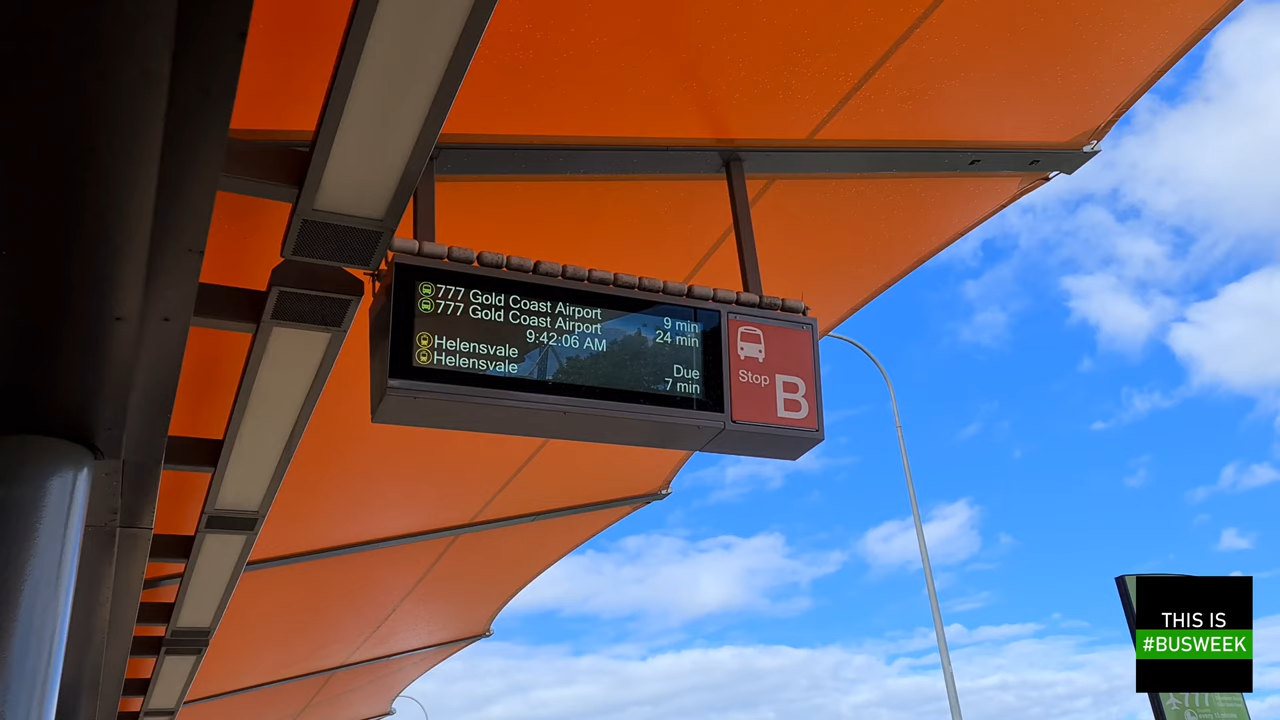 777 Gold Coast Airport 9 min
777 Gold Coast Airport 24 min
9:42:06 AM
Helensvale Due
Helensvale 7 min
Stop
B
THIS IS
#BUSWEEK
777